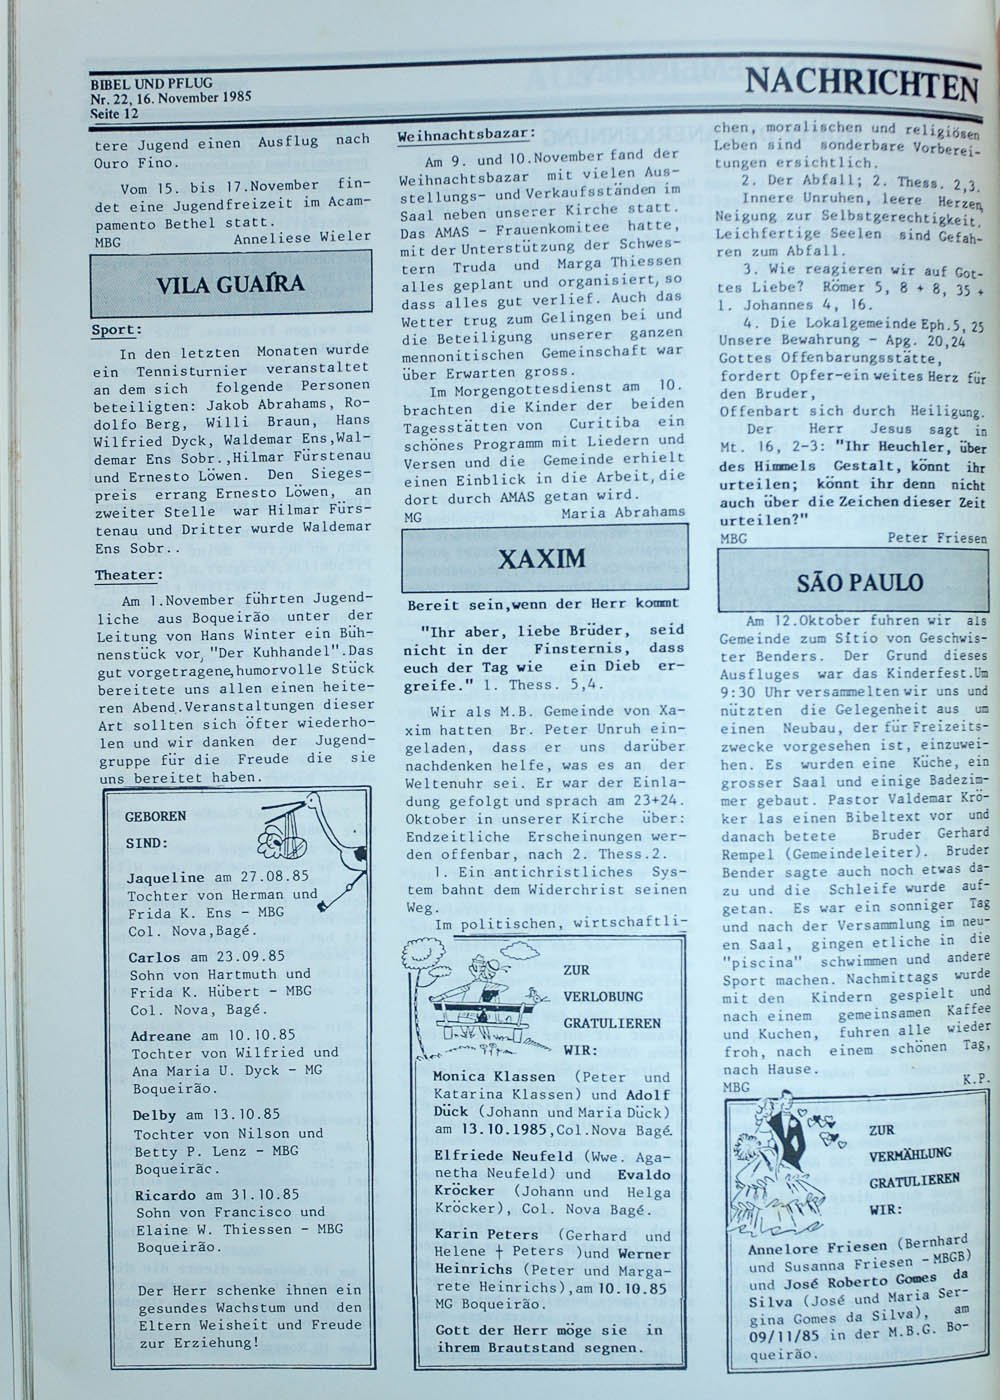 BIBEL UND PFLUG
Nr. 22, 16. November 1985
Seite 12
NACHRICHTEN
tere Jugend einen Ausflug nach
Ouro Fino.
Vom 15. bis 17.November fin-
det eine Jugendfreizeit im Acam-
pamento Bethel statt.
MBG Anneliese Wieler
VILA GUAÍRA
Sport:
In den letzten Monaten wurde
ein Tennisturnier veranstaltet
an dem sich folgende Personen
beteiligten: Jakob Abrahams, Ro-
dolfo Berg, Willi Braun, Hans
Wilfried Dyck, Waldemar Ens,Wal-
demar Ens Sobr.,Hilmar Fürstenau
und Ernesto Löwen. Den Sieges-
preis errang Ernesto Löwen, an
zweiter Stelle war Hilmar Fürs-
tenau und Dritter wurde Waldemar
Ens Sobr..
Theater:
Am 1.November führten Jugend-
liche aus Boqueirão unter der
Leitung von Hans Winter ein Büh-
nenstück vor, "Der Kuhhandel".Das
gut vorgetragene,humorvolle Stück
bereitete uns allen einen heite-
ren Abend.Veranstaltungen dieser
Art sollten sich öfter wiederho-
len und wir danken der Jugend-
gruppe für die Freude die sie
uns bereitet haben.
GEBOREN
SIND:
Jaqueline am 27.08.85
Tochter von Herman und
Frida K. Ens - MBG
Col. Nova,Bagé.
Carlos am 23.09.85
Sohn von Hartmuth und
Frida K. Hübert - MBG
Col. Nova, Bagé.
Adreane am 10.10.85
Tochter von Wilfried und
Ana Maria U. Dyck - MG
Boqueirão.
Delby am 13.10.85
Tochter von Nilson und
Betty P. Lenz - MBG
Boqueirãc.
Ricardo am 31.10.85
Sohn von Francisco und
Elaine W. Thiessen - MBG
Boqueirão.
Der Herr schenke ihnen ein
gesundes Wachstum und den
Eltern Weisheit und Freude
zur Erziehung!
Weihnachtsbazar:
Am 9. und 10.November fand der
Weihnachtsbazar mit vielen Aus-
stellungs- und Verkaufsständen im
Saal neben unserer Kirche statt.
Das AMAS - Frauenkomitee hatte,
mit der Unterstützung der Schwes-
tern Truda und Marga Thiessen
alles geplant und organisiert, so
dass alles gut verlief. Auch das
Wetter trug zum Gelingen bei und
die Beteiligung unserer ganzen
mennonitischen Gemeinschaft war
über Erwarten gross.
Im Morgengottesdienst am 10.
brachten die Kinder der beiden
Tagesstätten von Curitiba ein
schönes Programm mit Liedern und
Versen und die Gemeinde erhielt
einen Einblick in die Arbeit,die
dort durch AMAS getan wird.
MG Maria Abrahams
XAXIM
Bereit sein,wenn der Herr kommt
"Ihr aber, liebe Brüder, seid
nicht in der Finsternis, dass
euch der Tag wie ein Dieb er-
greife." 1. Thess. 5,4.
Wir als M.B. Gemeinde von Xa-
xim hatten Br. Peter Unruh ein-
geladen, dass er uns darüber
nachdenken helfe, was es an der
Weltenuhr sei. Er war der Einla-
dung gefolgt und sprach am 23+24.
Oktober in unserer Kirche über:
Endzeitliche Erscheinungen wer-
den offenbar, nach 2. Thess.2.
1. Ein antichristliches Sys-
tem bahnt dem Widerchrist seinen
Weg.
Im politischen, wirtschaftli-
ZUR
VERLOBUNG
GRATULIEREN
WIR:
Monica Klassen (Peter und
Katarina Klassen) und Adolf
Dück (Johann und Maria Dück)
am 13.10.1985,Col.Nova Bagé.
Elfriede Neufeld (Wwe. Aga-
netha Neufeld) und Evaldo
Kröcker (Johann und Helga
Kröcker), Col. Nova Bagé.
Karin Peters (Gerhard und
Helene † Peters )und Werner
Heinrichs (Peter und Marga-
rete Heinrichs),am 10.10.85
MG Boqueirão.
Gott der Herr möge sie in
ihrem Brautstand segnen.
chen, moralischen und religiösen
Leben sind sonderbare Vorberei-
tungen ersichtlich.
2. Der Abfall; 2. Thess. 2,3.
Innere Unruhen, leere Herzen,
Neigung zur Selbstgerechtigkeit.
Leichfertige Seelen sind Gefah-
ren zum Abfall.
3. Wie reagieren wir auf Got-
tes Liebe? Römer 5, 8 + 8, 35 +
1. Johannes 4, 16.
4. Die Lokalgemeinde Eph.5, 25
Unsere Bewahrung - Apg. 20,24
Gottes Offenbarungsstätte,
fordert Opfer-ein weites Herz für
den Bruder,
Offenbart sich durch Heiligung.
Der Herr Jesus sagt in
Mt. 16, 2-3: "Ihr Heuchler, über
des Himmels Gestalt, könnt ihr
urteilen; könnt ihr denn nicht
auch über die Zeichen dieser Zeit
urteilen?"
MBG Peter Friesen
SÃO PAULO
Am 12.Oktober fuhren wir als
Gemeinde zum Sítio von Geschwis-
ter Benders. Der Grund dieses
Ausfluges war das Kinderfest.Um
9:30 Uhr versammelten wir uns und
nützten die Gelegenheit aus um
einen Neubau, der für Freizeits-
zwecke vorgesehen ist, einzuwei-
hen. Es wurden eine Küche, ein
grosser Saal und einige Badezim-
mer gebaut. Pastor Valdemar Krö-
ker las einen Bibeltext vor und
danach betete Bruder Gerhard
Rempel (Gemeindeleiter). Bruder
Bender sagte auch noch etwas da-
zu und die Schleife wurde auf-
getan. Es war ein sonniger Tag
und nach der Versammlung im neu-
en Saal, gingen etliche in die
"piscina" schwimmen und andere
Sport machen. Nachmittags wurde
mit den Kindern gespielt und
nach einem gemeinsamen Kaffee
und Kuchen, fuhren alle wieder
froh, nach einem schönen Tag,
nach Hause.
MBG K.P.
ZUR
VERMÄHLUNG
GRATULIEREN
WIR:
Annelore Friesen (Bernhard
und Susanna Friesen -MBGB)
und José Roberto Gomes da
Silva (José und Maria Ser-
gina Gomes da Silva), am
09/11/85 in der M.B.G. Bo-
queirão.